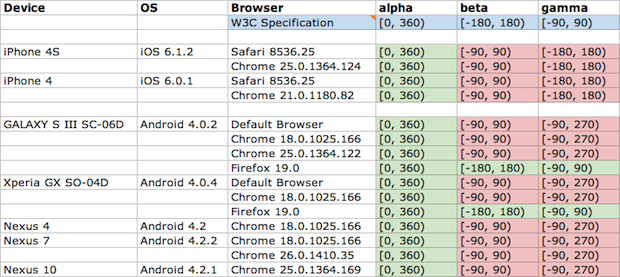 Device OS Browser alpha beta gamma
W3C Specification [0, 360) [-180, 180) [-90, 90)
iPhone 4S iOS 6.1.2 Safari 8536.25 [0, 360) [-90, 90) [-180, 180)
Chrome 25.0.1364.124 [0, 360) [-90, 90) [-180, 180)
iPhone 4 iOS 6.0.1 Safari 8536.25 [0, 360) [-90, 90) [-180, 180)
Chrome 21.0.1180.82 [0, 360) [-90, 90) [-180, 180)
GALAXY S III SC-06D Android 4.0.2 Default Browser [0, 360) [-90, 90) [-90, 270)
Chrome 18.0.1025.166 [0, 360) [-90, 90) [-90, 270)
Chrome 25.0.1364.122 [0, 360) [-90, 90) [-90, 270)
Firefox 19.0 [0, 360) [-180, 180) [-90, 90)
Xperia GX SO-04D Android 4.0.4 Default Browser [0, 360) [-90, 90) [-90, 270)
Chrome 18.0.1025.166 [0, 360) [-90, 90) [-90, 270)
Firefox 19.0 [0, 360) [-180, 180) [-90, 90)
Nexus 4 Android 4.2 Chrome 18.0.1025.166 [0, 360) [-90, 90) [-90, 270)
Nexus 7 Android 4.2.2 Chrome 18.0.1025.166 [0, 360) [-90, 90) [-90, 270)
Chrome 26.0.1410.35 [0, 360) [-90, 90) [-90, 270)
Nexus 10 Android 4.2.1 Chrome 25.0.1364.169 [0, 360) [-90, 90) [-90, 270)